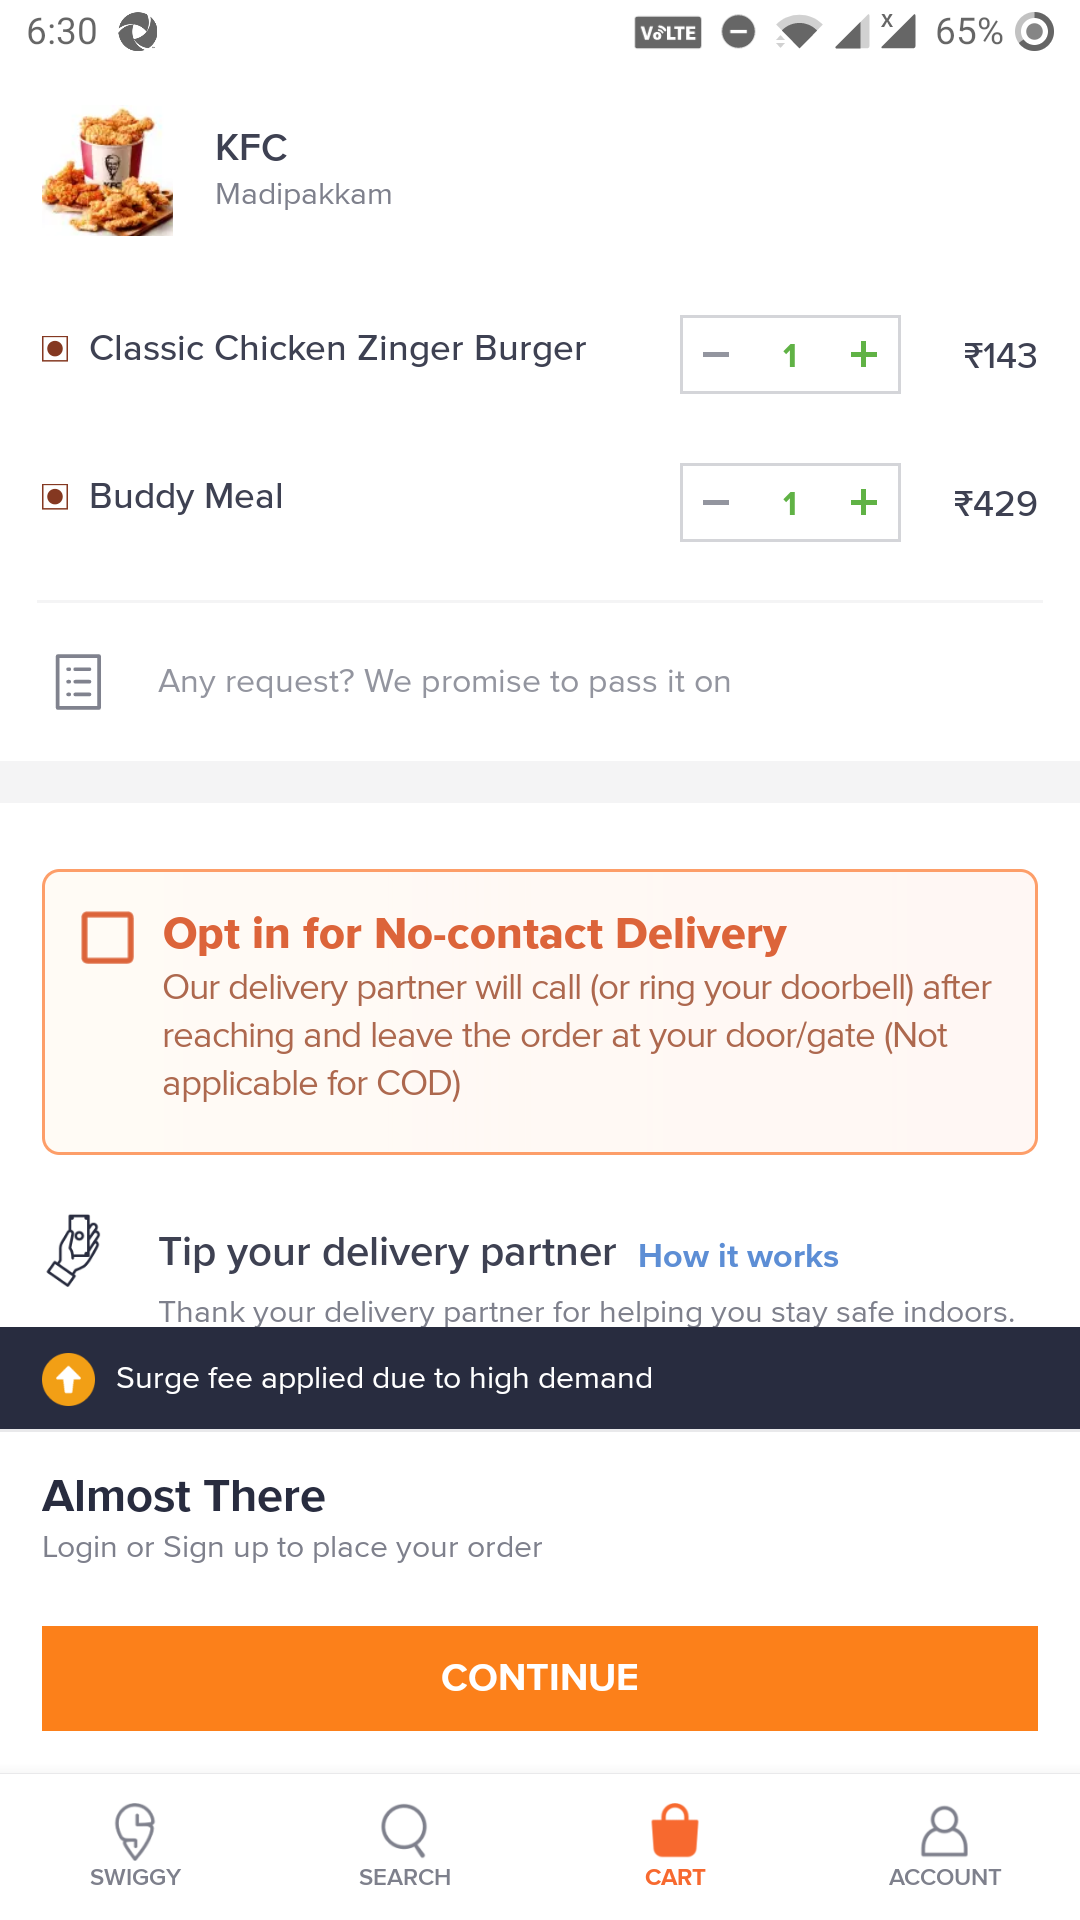 6:30
VoLTE
X
65%
KFC
Madipakkam
Classic Chicken Zinger Burger
1
₹143
Buddy Meal
1
₹429
Any request? We promise to pass it on
Opt in for No-contact Delivery
Our delivery partner will call (or ring your doorbell) after
reaching and leave the order at your door/gate (Not
applicable for COD)
Tip your delivery partner How it works
Thank your delivery partner for helping you stay safe indoors.
Surge fee applied due to high demand
Almost There
Login or Sign up to place your order
CONTINUE
SWIGGY
SEARCH
CART
ACCOUNT